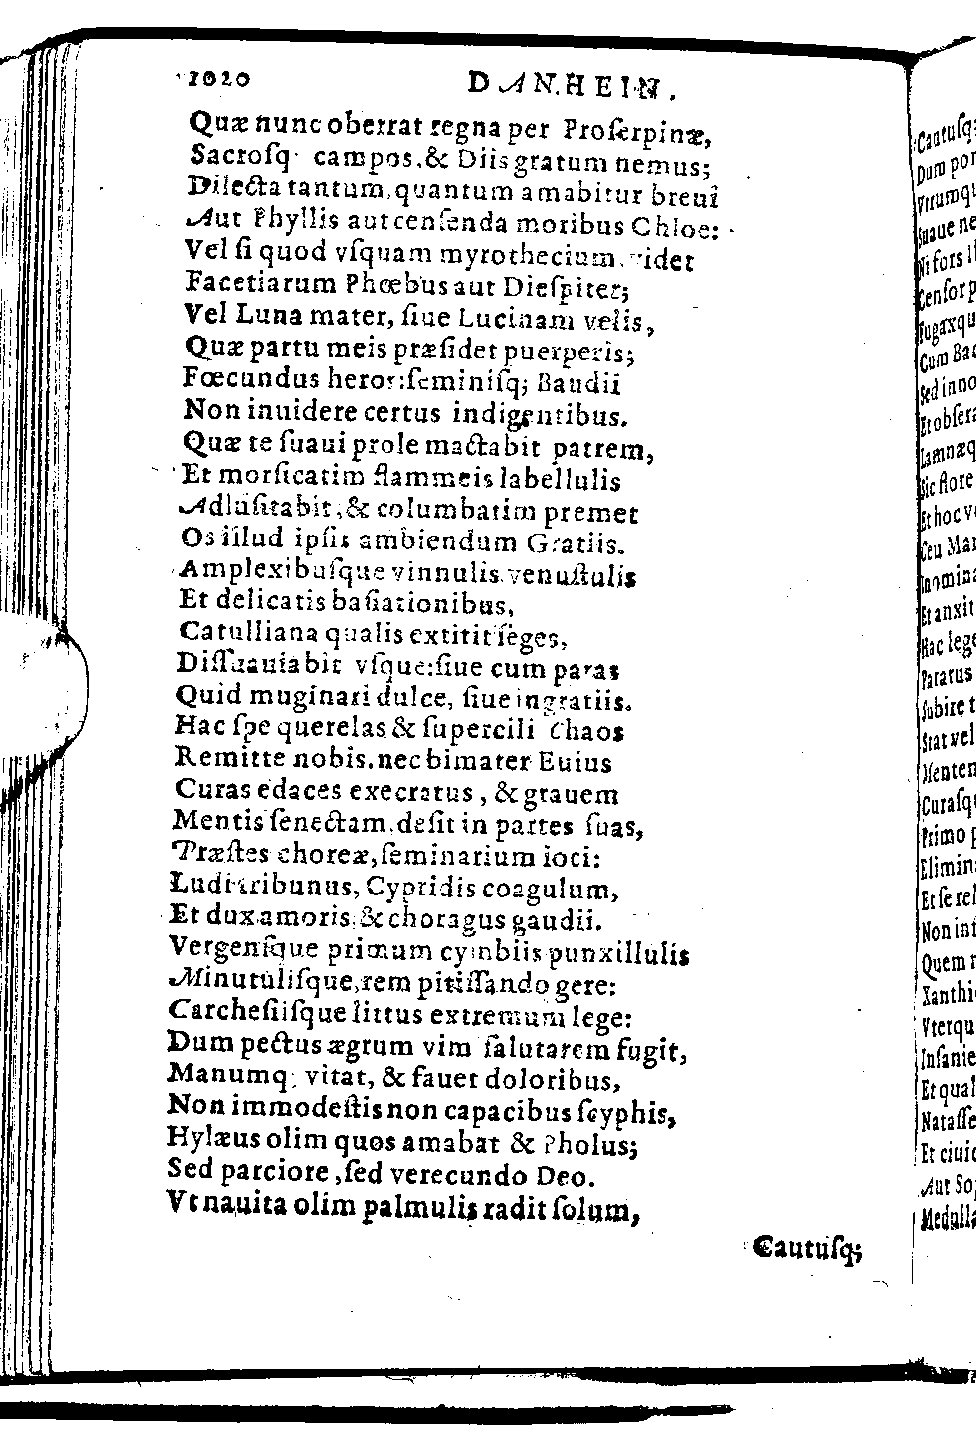 1020 DAN. HEIN.
Quæ nunc oberrat regna per Proſerpinæ,
Sacroſq; campos, & Diis gratum nemus;
Dilecta tantum, quantum amabitur breui
Aut Phyllis aut cenſenda moribus Chloe:
Vel ſi quod vſquam myrothecium videt
Facetiarum Phœbus aut Dieſpiter;
Vel Luna mater, ſiue Lucinam velis,
Quæ partu meis præſidet puerperis;
Fœcundus heros: feminiſq; Baudii
Non inuidere certus indigentibus.
Quæ te ſuaui prole mactabit patrem,
Et morſicatim flammeis labellulis
Adluſitabit, & columbatim premet
Os illud ipſis ambiendum Gratiis.
Amplexibuſque vinnulis, venuſtulis
Et delicatis baſiationibus,
Catulliana qualis extitit ſeges,
Diſſuauiabit vſque: ſiue cum paras
Quid muginari dulce, ſiue ingratiis.
Hac ſpe querelas & ſupercili Chaos
Remitte nobis. nec bimater Euius
Curas edaces execratus, & grauem
Mentis ſenectam, deſit in partes ſuas,
Præſtes choreæ, ſeminarium ioci:
Ludi tribunus, Cypridis coagulum,
Et dux amoris, & choragus gaudii.
Vergenſque primum cymbiis punxillulis
Minutuliſque, rem pitiſſando gere:
Carcheſiiſque littus extremum lege:
Dum pectus ægrum vim ſalutarem fugit,
Manumq; vitat, & fauet doloribus,
Non immodeſtis non capacibus ſcyphis,
Hylæus olim quos amabat & Pholus;
Sed parciore, ſed verecundo Deo.
Vt nauita olim palmulis radit ſolum,
Cautuſq;